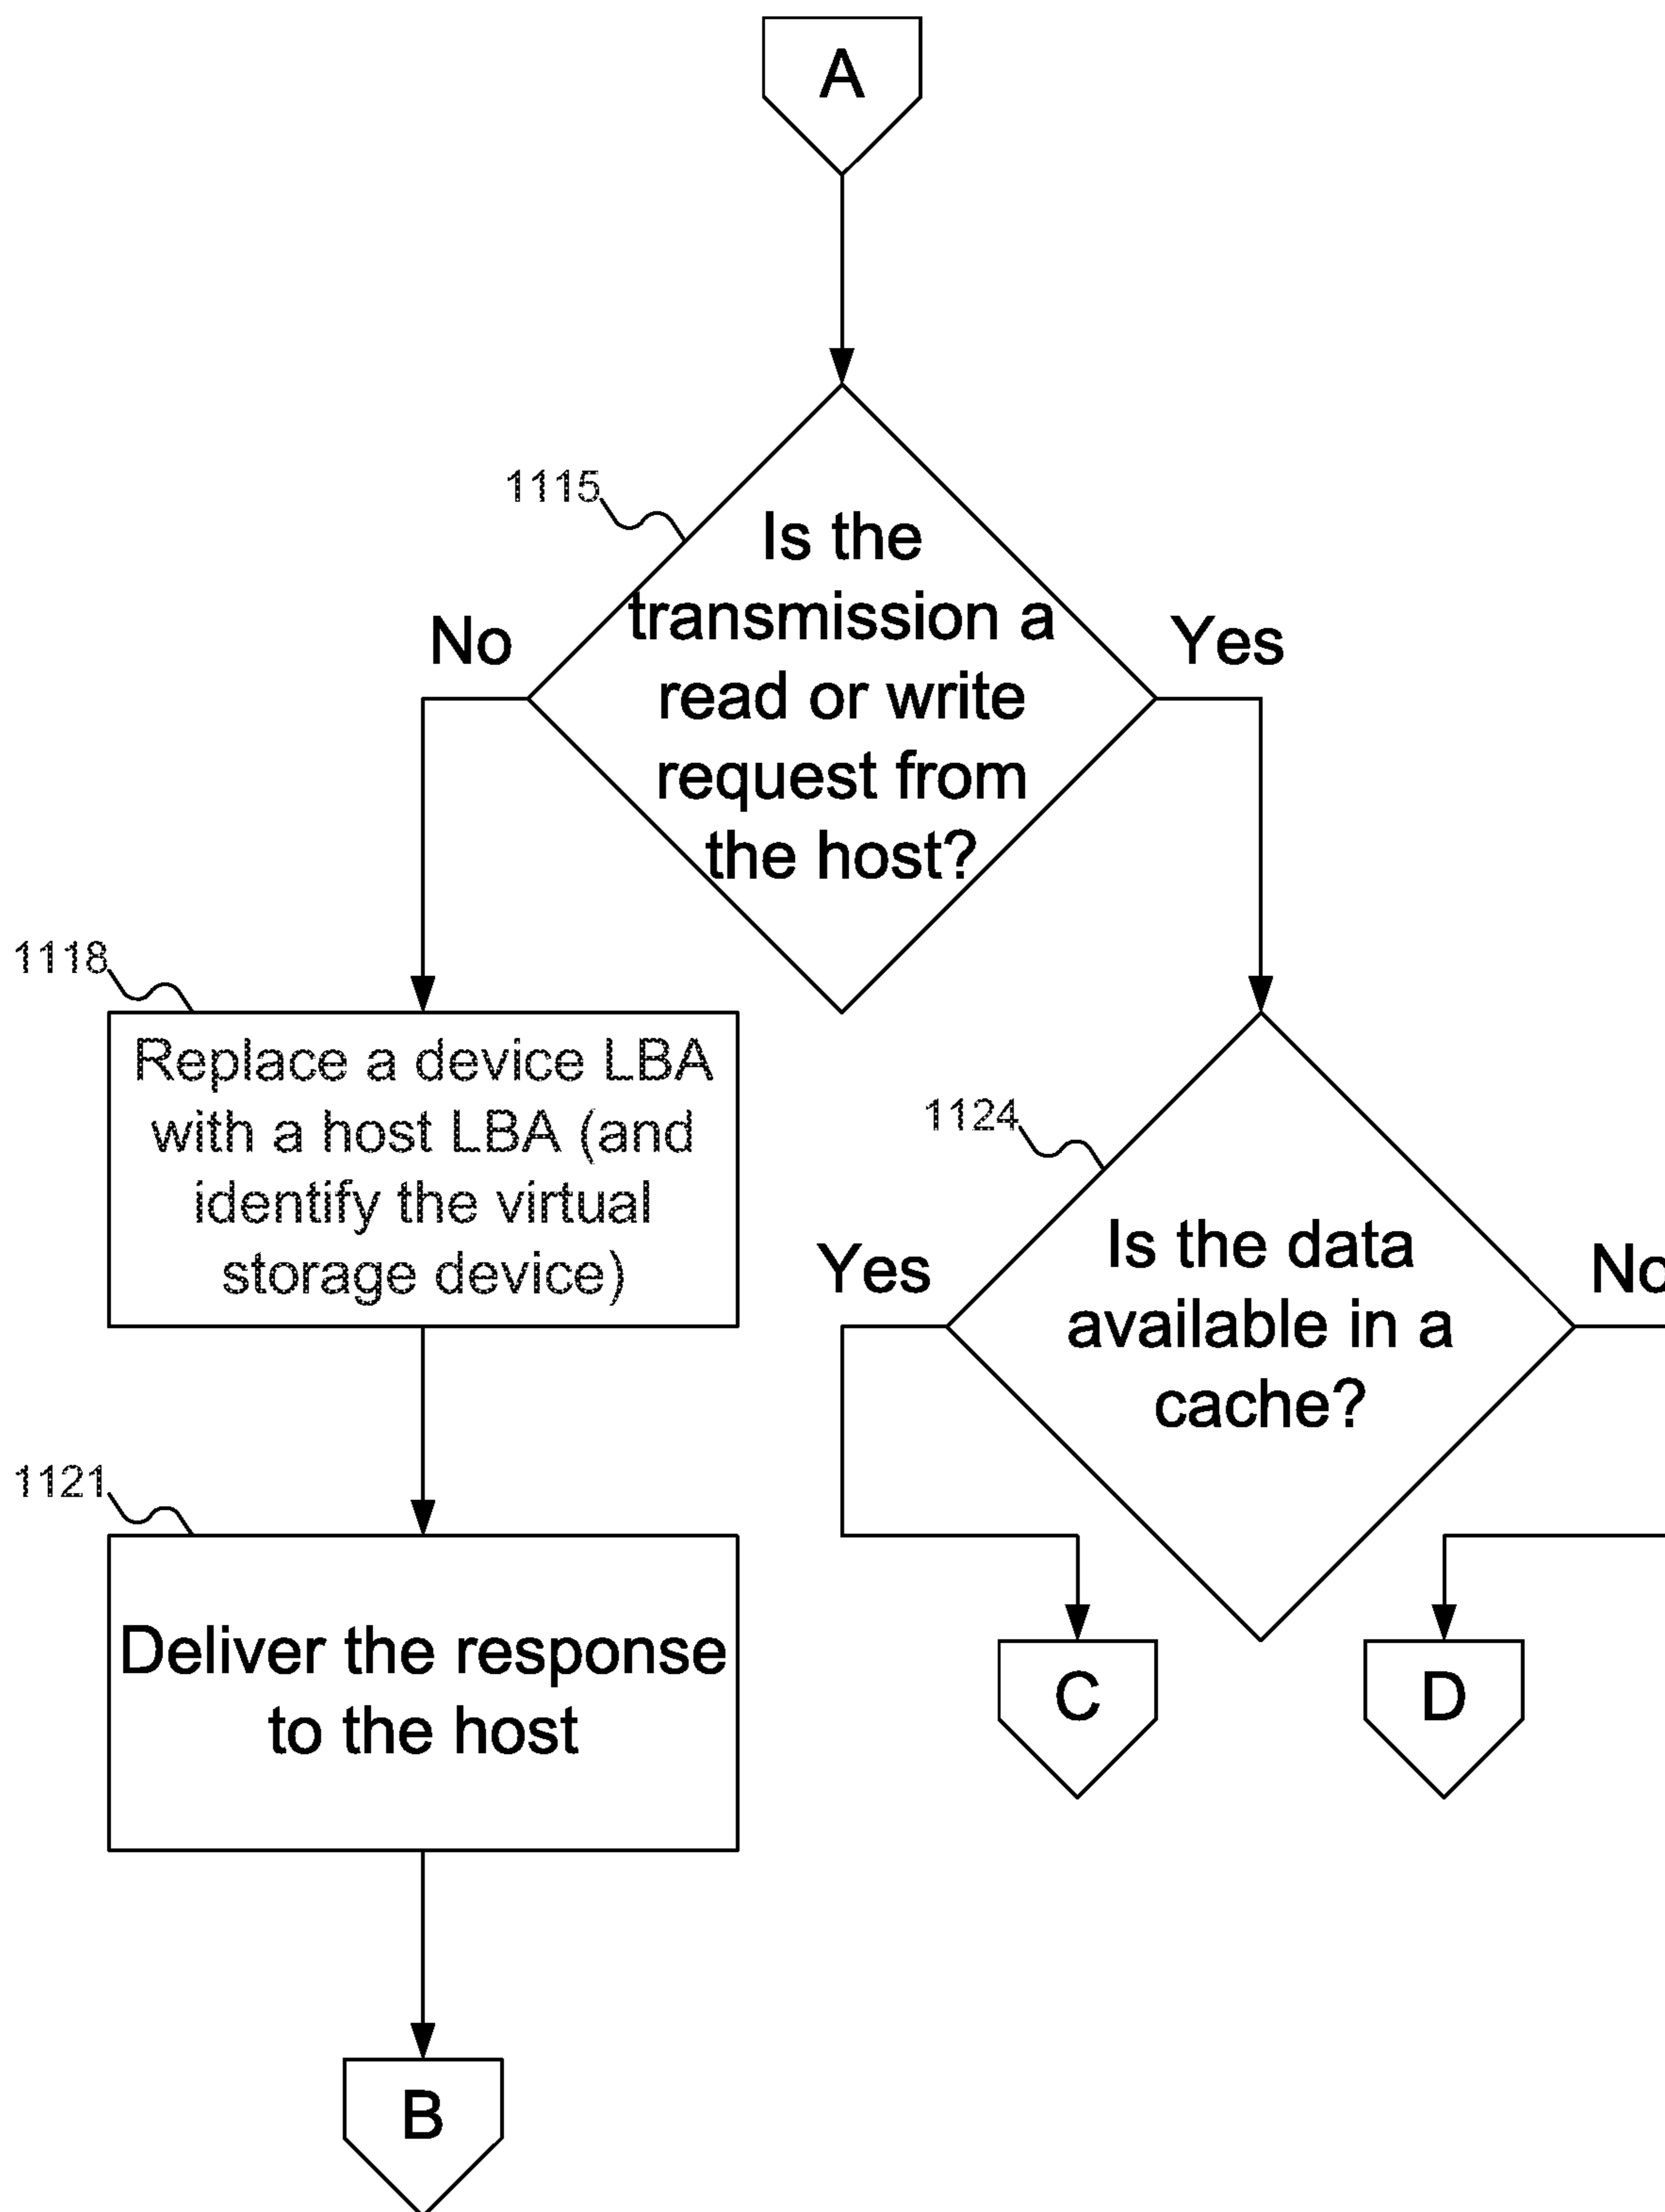 A
1115
Is the
transmission a
read or write
request from
the host?
No
Yes
1118
Replace a device LBA
with a host LBA (and
identify the virtual
storage device)
1124
Is the data
available in a
cache?
Yes
No
1121
Deliver the response
to the host
C
D
B